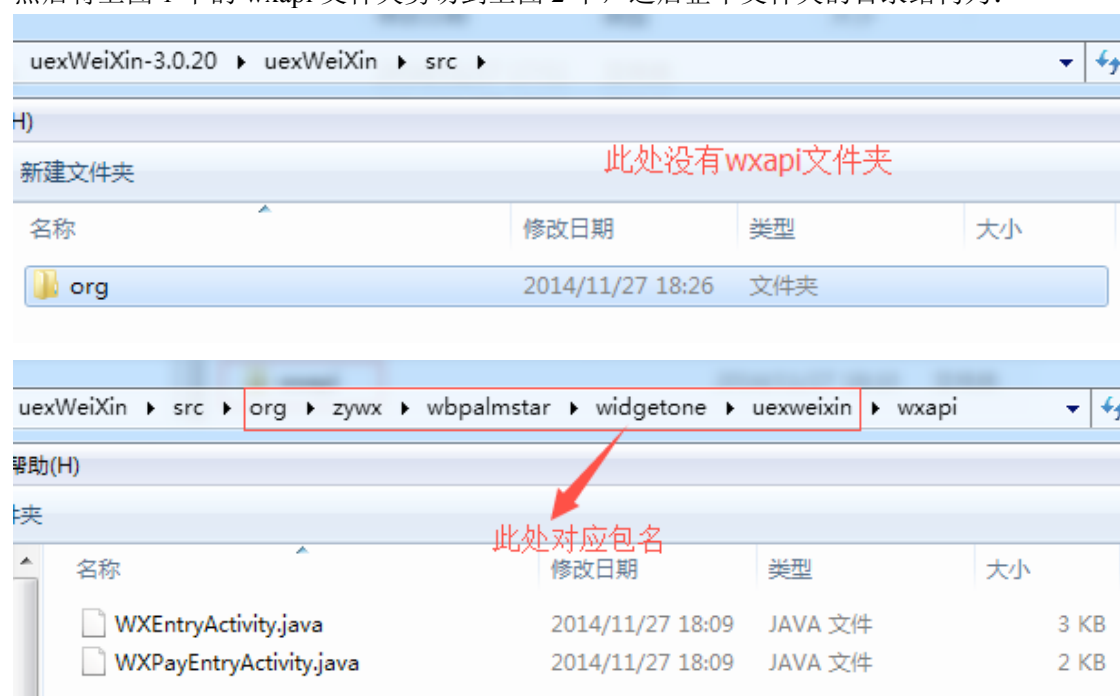 uexWeiXin-3.0.20 ▸ uexWeiXin ▸ src ▸
H)
此处没有wxapi文件夹
新建文件夹
名称 修改日期 类型 大小
org 2014/11/27 18:26 文件夹
uexWeiXin ▸ src ▸ org ▸ zywx ▸ wbpalmstar ▸ widgetone ▸ uexweixin ▸ wxapi
帮助(H)
夹
此处对应包名
名称 修改日期 类型 大小
WXEntryActivity.java 2014/11/27 18:09 JAVA 文件 3 KB
WXPayEntryActivity.java 2014/11/27 18:09 JAVA 文件 2 KB